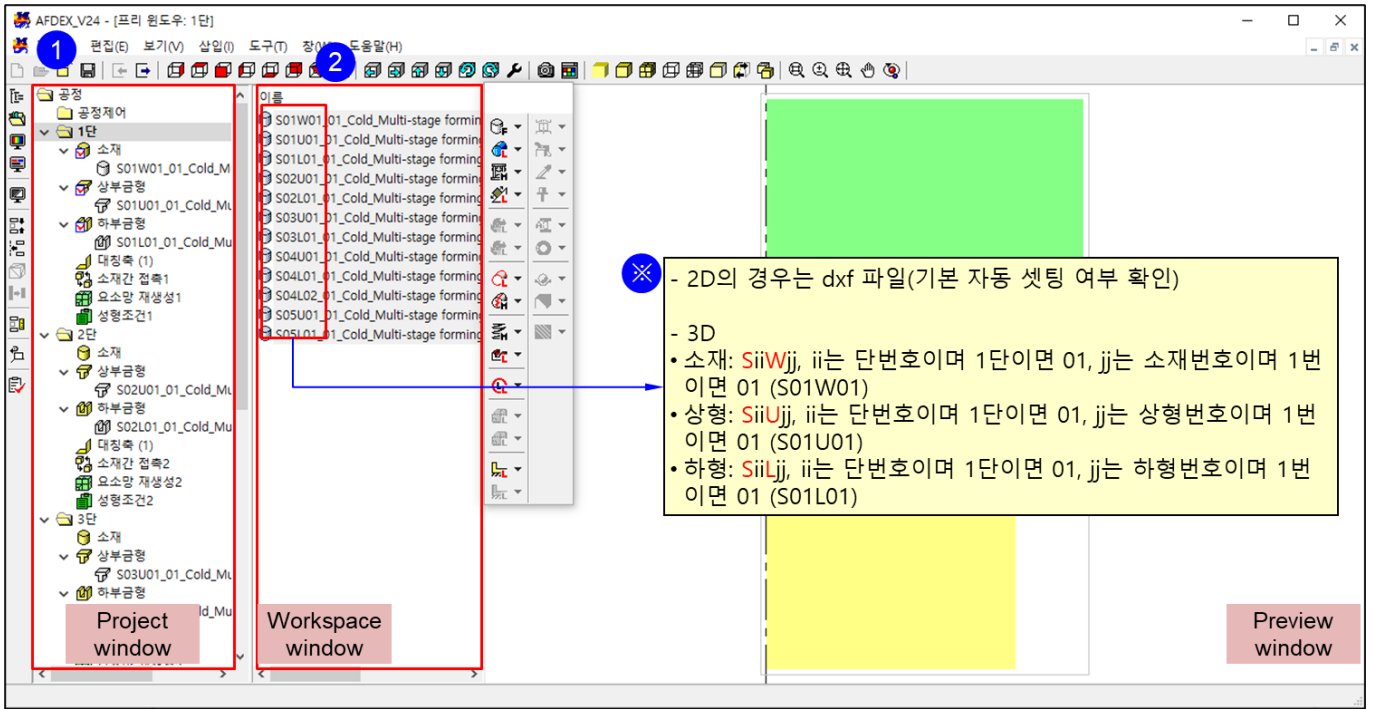 AFDEX_V24 - [프리 윈도우: 1단]
편집(E) 보기(V) 삽입(I) 도구(T) 도움말(H)
1
2
공정
공정제어
1단
소재
S01W01_01_Cold_M
상부금형
S01U01_01_Cold_Mu
하부금형
S01L01_01_Cold_Mu
대칭축 (1)
소재간 접촉1
요소망 재생성1
성형조건1
2단
소재
상부금형
S02U01_01_Cold_Mu
하부금형
S02L01_01_Cold_Mu
대칭축 (1)
소재간 접촉2
요소망 재생성2
성형조건2
3단
소재
상부금형
S03U01_01_Cold_Mu
하부금형
ld_Mu
Project
window
이름
S01W01_01_Cold_Multi-stage formin
S01U01_01_Cold_Multi-stage forming
S01L01_01_Cold_Multi-stage forming
S02U01_01_Cold_Multi-stage forming
S02L01_01_Cold_Multi-stage forming
S03U01_01_Cold_Multi-stage forming
S03L01_01_Cold_Multi-stage forming
S04U01_01_Cold_Multi-stage forming
S04L01_01_Cold_Multi-stage forming
S04L02_01_Cold_Multi-stage forming
S05U01_01_Cold_Multi-stage forming
S05L01_01_Cold_Multi-stage forming
Workspace
window
※
- 2D의 경우는 dxf 파일(기본 자동 셋팅 여부 확인)
- 3D
• 소재: SiiWjj, ii는 단번호이며 1단이면 01, jj는 소재번호이며 1번
이면 01 (S01W01)
• 상형: SiiUjj, ii는 단번호이며 1단이면 01, jj는 상형번호이며 1번
이면 01 (S01U01)
• 하형: SiiLjj, ii는 단번호이며 1단이면 01, jj는 하형번호이며 1번
이면 01 (S01L01)
Preview
window